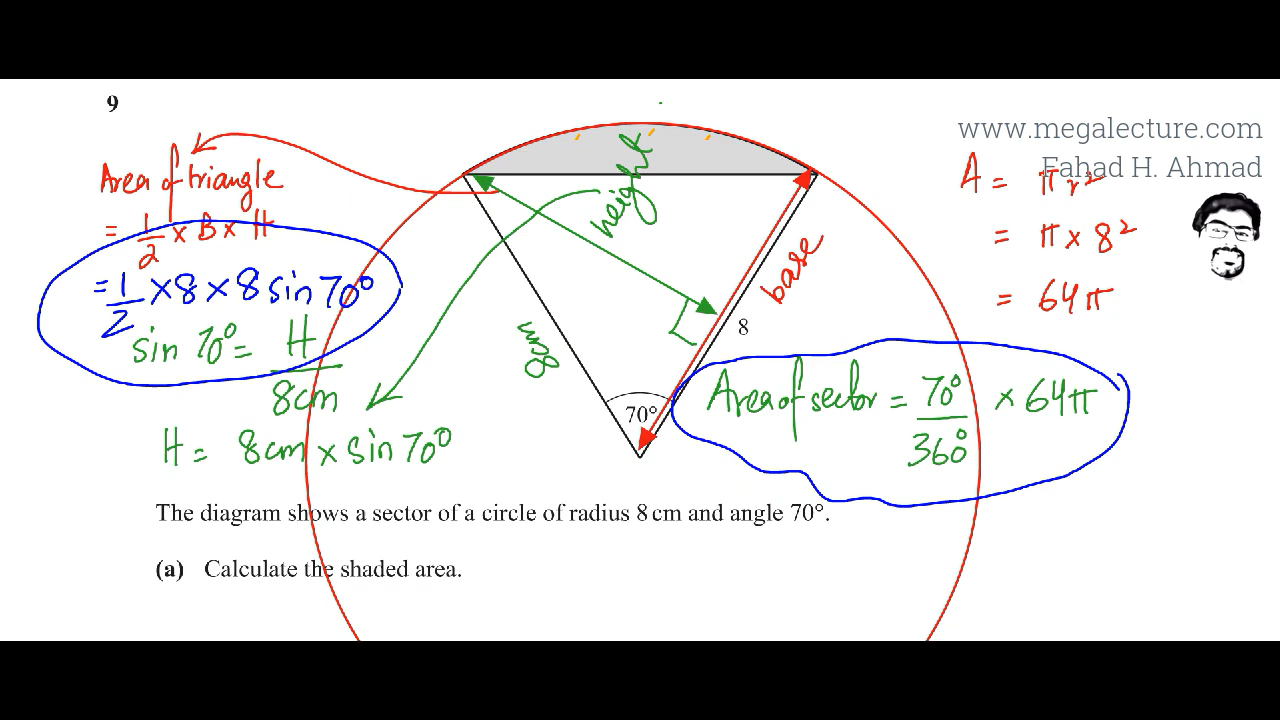 9
www.megalecture.com
Fahad H. Ahmad
Area of triangle
= 1/2 × B × H
= 1/2 × 8 × 8 sin 70°
sin 70° = H/8cm
H = 8cm × sin 70°
height
base
8cm
8
70°
A = πr²
= π × 8²
= 64π
Area of sector = 70°/360° × 64π
The diagram shows a sector of a circle of radius 8 cm and angle 70°.
(a) Calculate the shaded area.